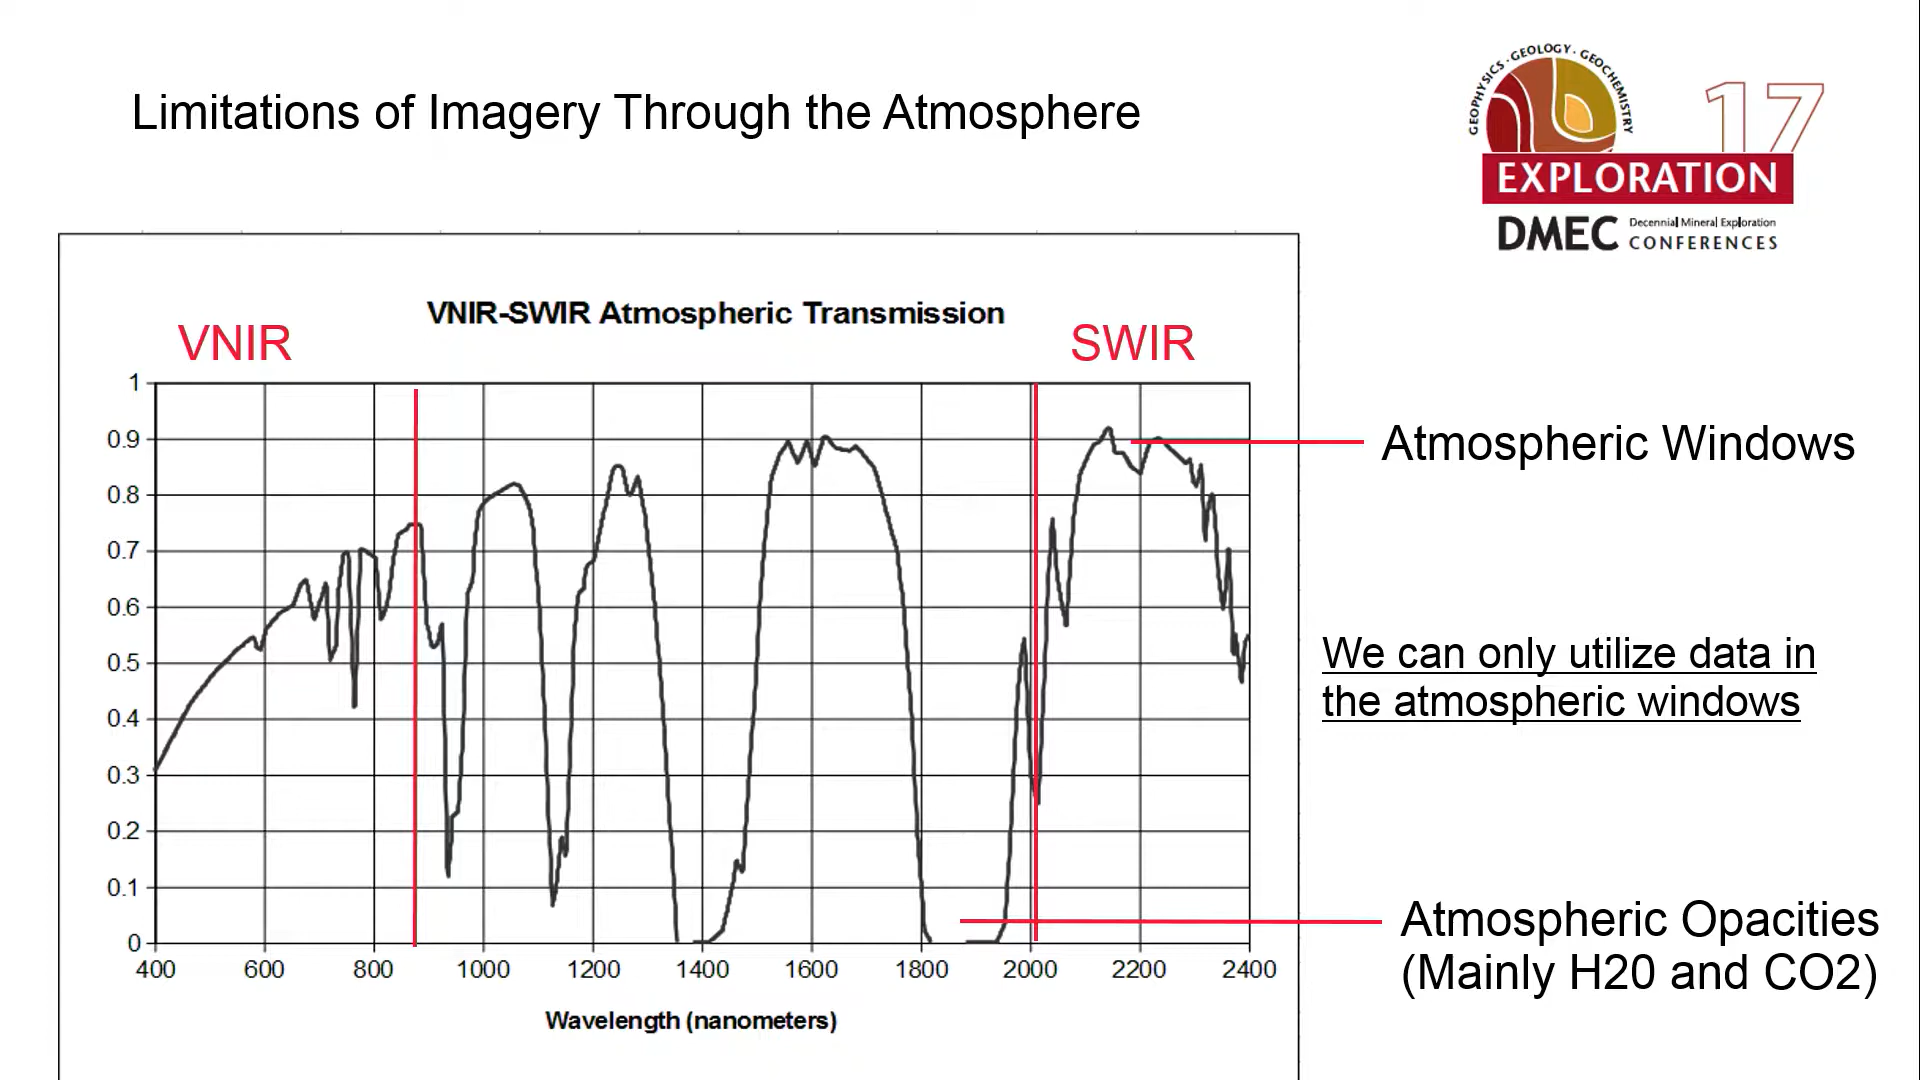 Limitations of Imagery Through the Atmosphere
GEOPHYSICS · GEOLOGY · GEOCHEMISTRY
17
EXPLORATION
DMEC Decennial Mineral Exploration
CONFERENCES
VNIR-SWIR Atmospheric Transmission
VNIR
SWIR
1
0.9
0.8
0.7
0.6
0.5
0.4
0.3
0.2
0.1
0
400 600 800 1000 1200 1400 1600 1800 2000 2200 2400
Wavelength (nanometers)
Atmospheric Windows
We can only utilize data in
the atmospheric windows
Atmospheric Opacities
(Mainly H20 and CO2)